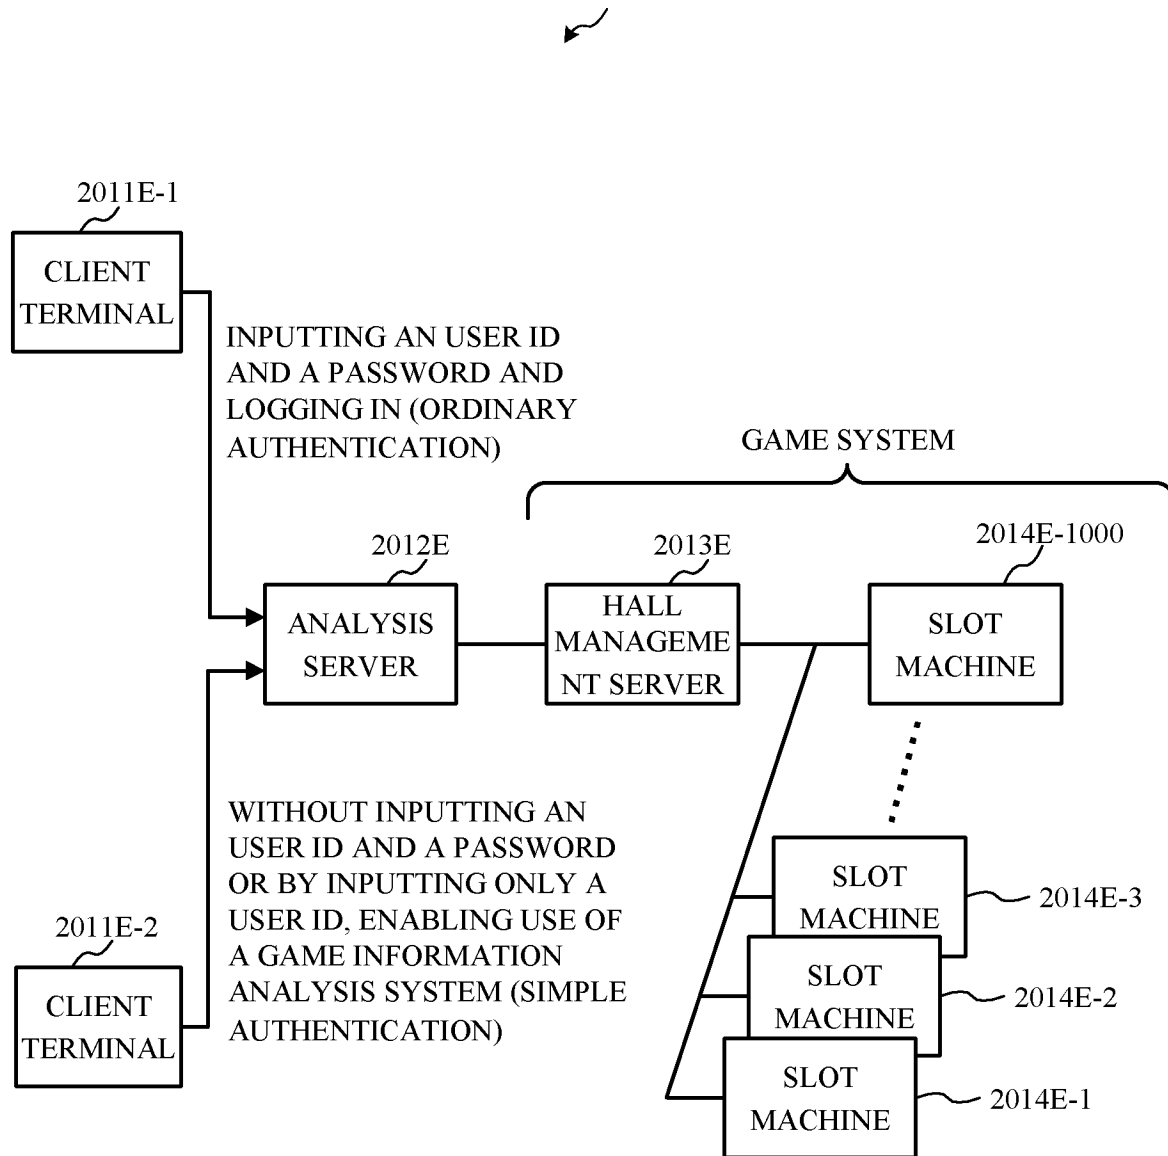 2011E-1
CLIENT
TERMINAL
INPUTTING AN USER ID
AND A PASSWORD AND
LOGGING IN (ORDINARY
AUTHENTICATION)
GAME SYSTEM
2012E
ANALYSIS
SERVER
2013E
HALL
MANAGEME
NT SERVER
2014E-1000
SLOT
MACHINE
WITHOUT INPUTTING AN
USER ID AND A PASSWORD
OR BY INPUTTING ONLY A
USER ID, ENABLING USE OF
A GAME INFORMATION
ANALYSIS SYSTEM (SIMPLE
AUTHENTICATION)
2011E-2
CLIENT
TERMINAL
SLOT
MACHINE
2014E-3
SLOT
MACHINE
2014E-2
SLOT
MACHINE
2014E-1